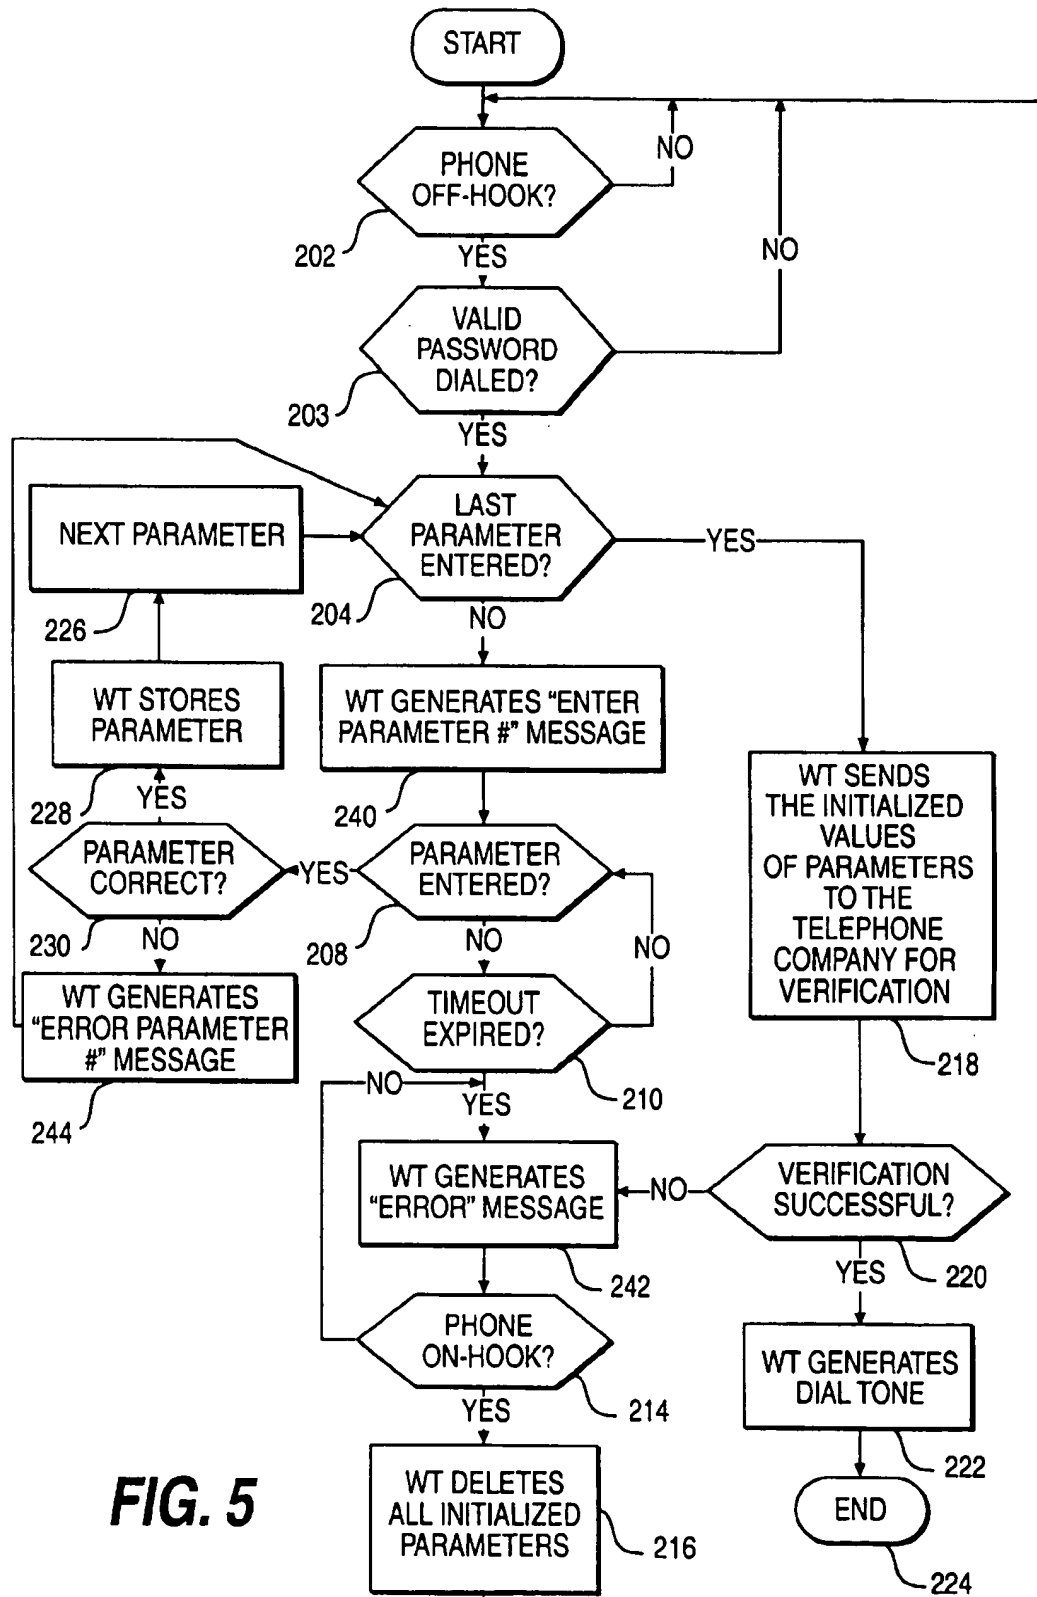 START
PHONE
OFF-HOOK?
NO
202
YES
NO
VALID
PASSWORD
DIALED?
203
YES
NEXT PARAMETER
226
LAST
PARAMETER
ENTERED?
204
YES
NO
WT STORES
PARAMETER
228
YES
WT GENERATES “ENTER
PARAMETER #” MESSAGE
240
WT SENDS
THE INITIALIZED
VALUES
OF PARAMETERS
TO THE
TELEPHONE
COMPANY FOR
VERIFICATION
218
PARAMETER
CORRECT?
230
NO
YES
PARAMETER
ENTERED?
208
NO
NO
WT GENERATES
“ERROR PARAMETER
#” MESSAGE
244
TIMEOUT
EXPIRED?
210
NO
YES
WT GENERATES
“ERROR” MESSAGE
242
NO
VERIFICATION
SUCCESSFUL?
220
YES
PHONE
ON-HOOK?
214
YES
WT GENERATES
DIAL TONE
222
FIG. 5
WT DELETES
ALL INITIALIZED
PARAMETERS
216
END
224